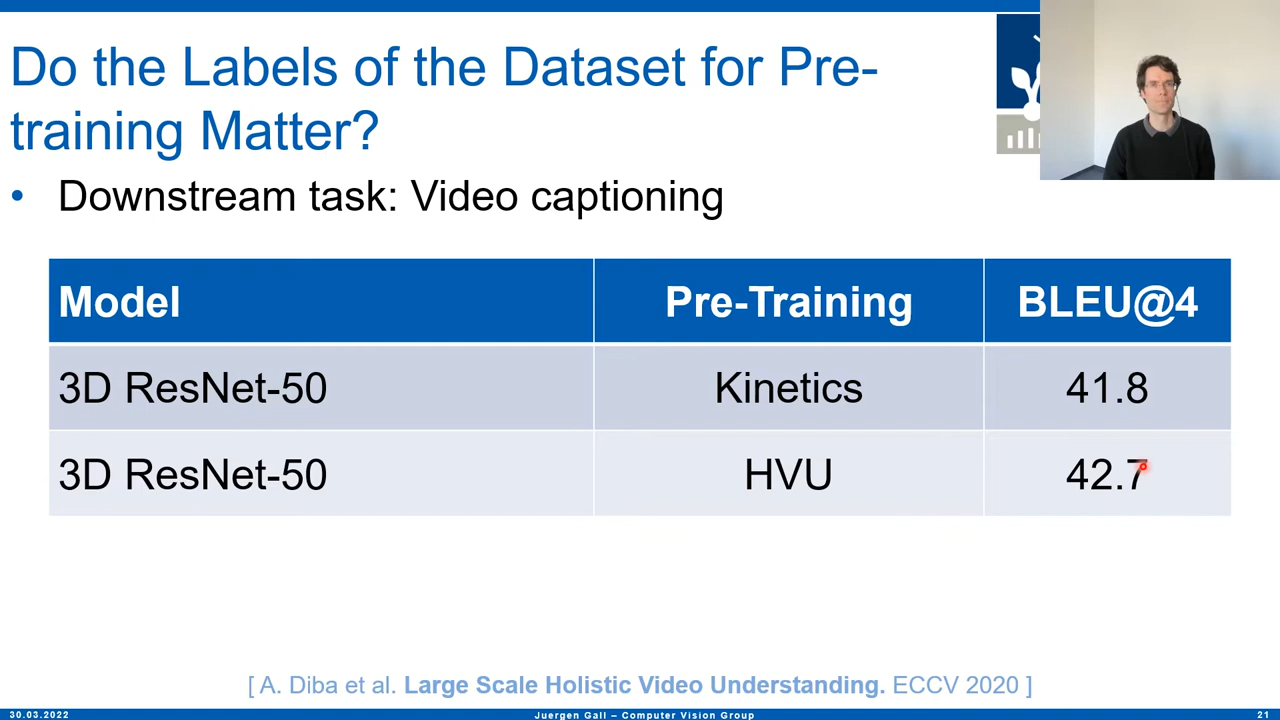 Do the Labels of the Dataset for Pre-
training Matter?
• Downstream task: Video captioning
Model Pre-Training BLEU@4
3D ResNet-50 Kinetics 41.8
3D ResNet-50 HVU 42.7
[ A. Diba et al. Large Scale Holistic Video Understanding. ECCV 2020 ]
30.03.2022 Juergen Gall – Computer Vision Group 21